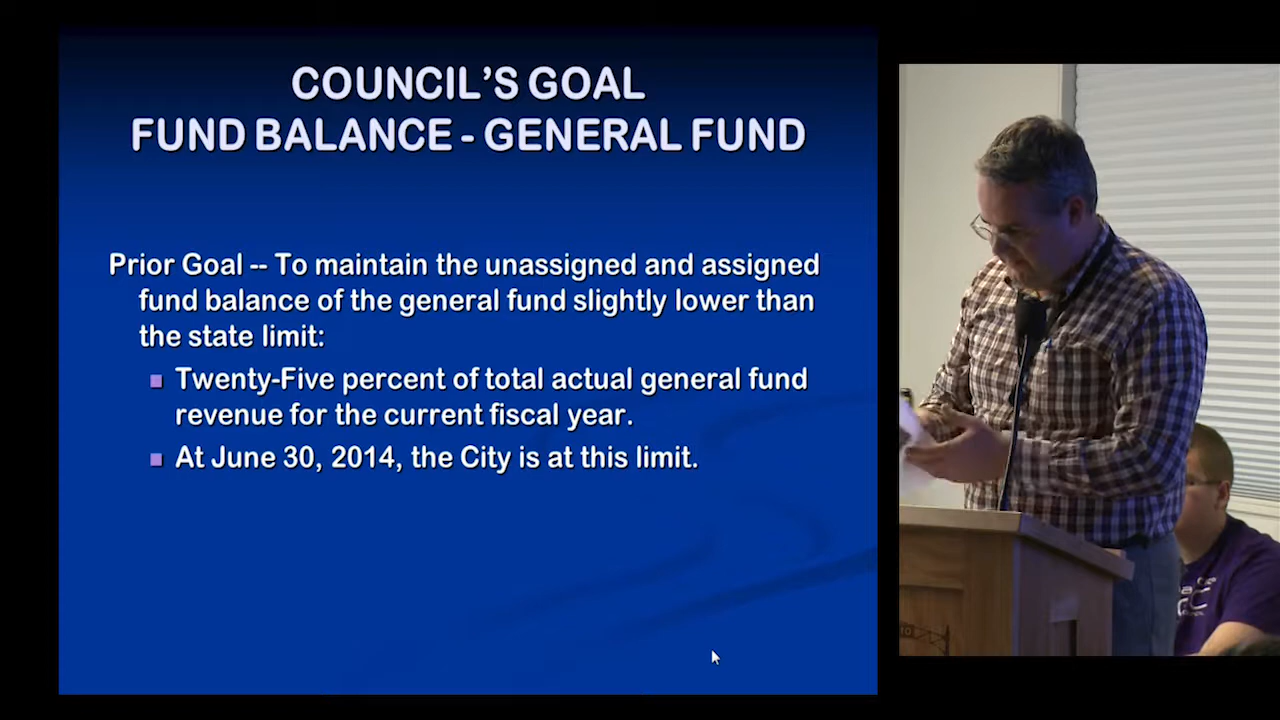 COUNCIL'S GOAL
FUND BALANCE - GENERAL FUND
Prior Goal -- To maintain the unassigned and assigned
fund balance of the general fund slightly lower than
the state limit:
Twenty-Five percent of total actual general fund
revenue for the current fiscal year.
At June 30, 2014, the City is at this limit.